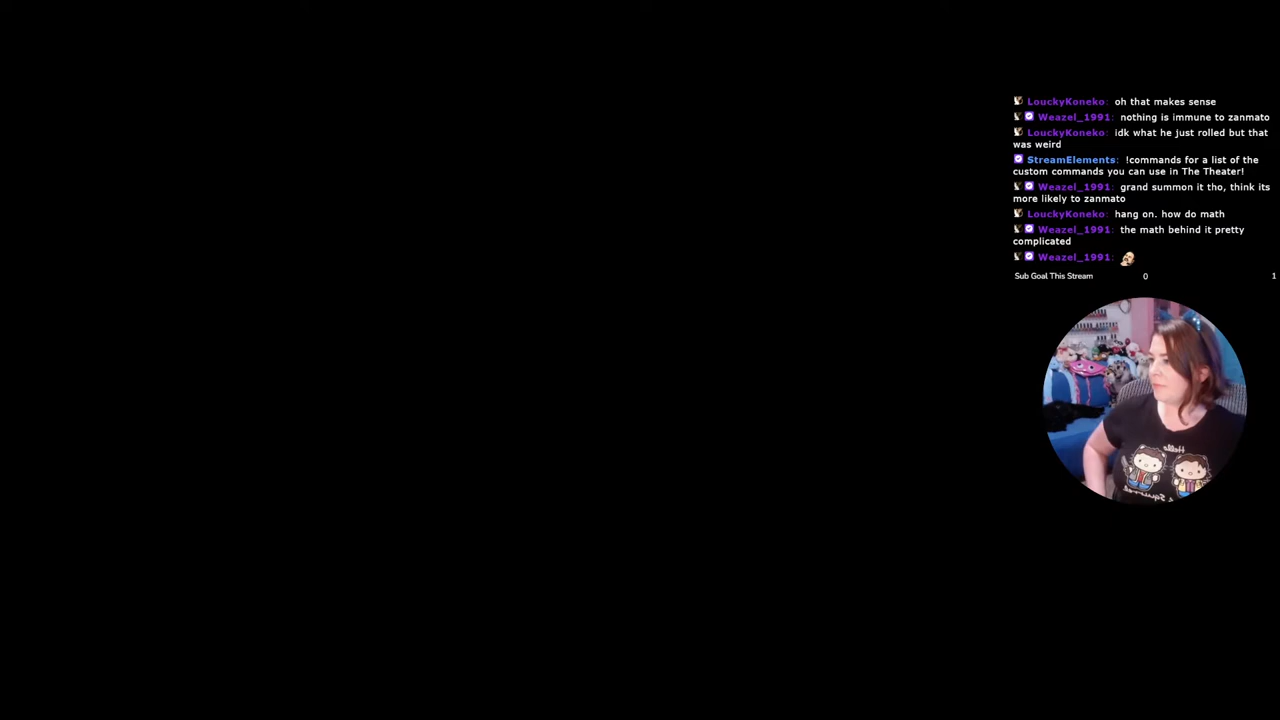 LouckyKoneko: oh that makes sense
Weazel_1991: nothing is immune to zanmato
LouckyKoneko: idk what he just rolled but that
was weird
StreamElements: !commands for a list of the
custom commands you can use in The Theater!
Weazel_1991: grand summon it tho, think its
more likely to zanmato
LouckyKoneko: hang on. how do math
Weazel_1991: the math behind it pretty
complicated
Weazel_1991:
Sub Goal This Stream 0 1
Hello